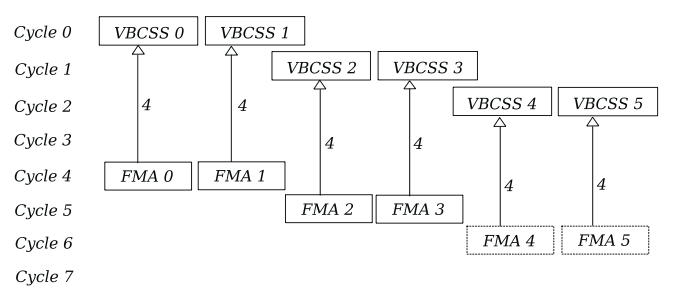 Cycle 0 VBCSS 0 VBCSS 1
Cycle 1 VBCSS 2 VBCSS 3
Cycle 2 4 4 VBCSS 4 VBCSS 5
Cycle 3 4 4
Cycle 4 FMA 0 FMA 1 4 4
Cycle 5 FMA 2 FMA 3
Cycle 6 FMA 4 FMA 5
Cycle 7